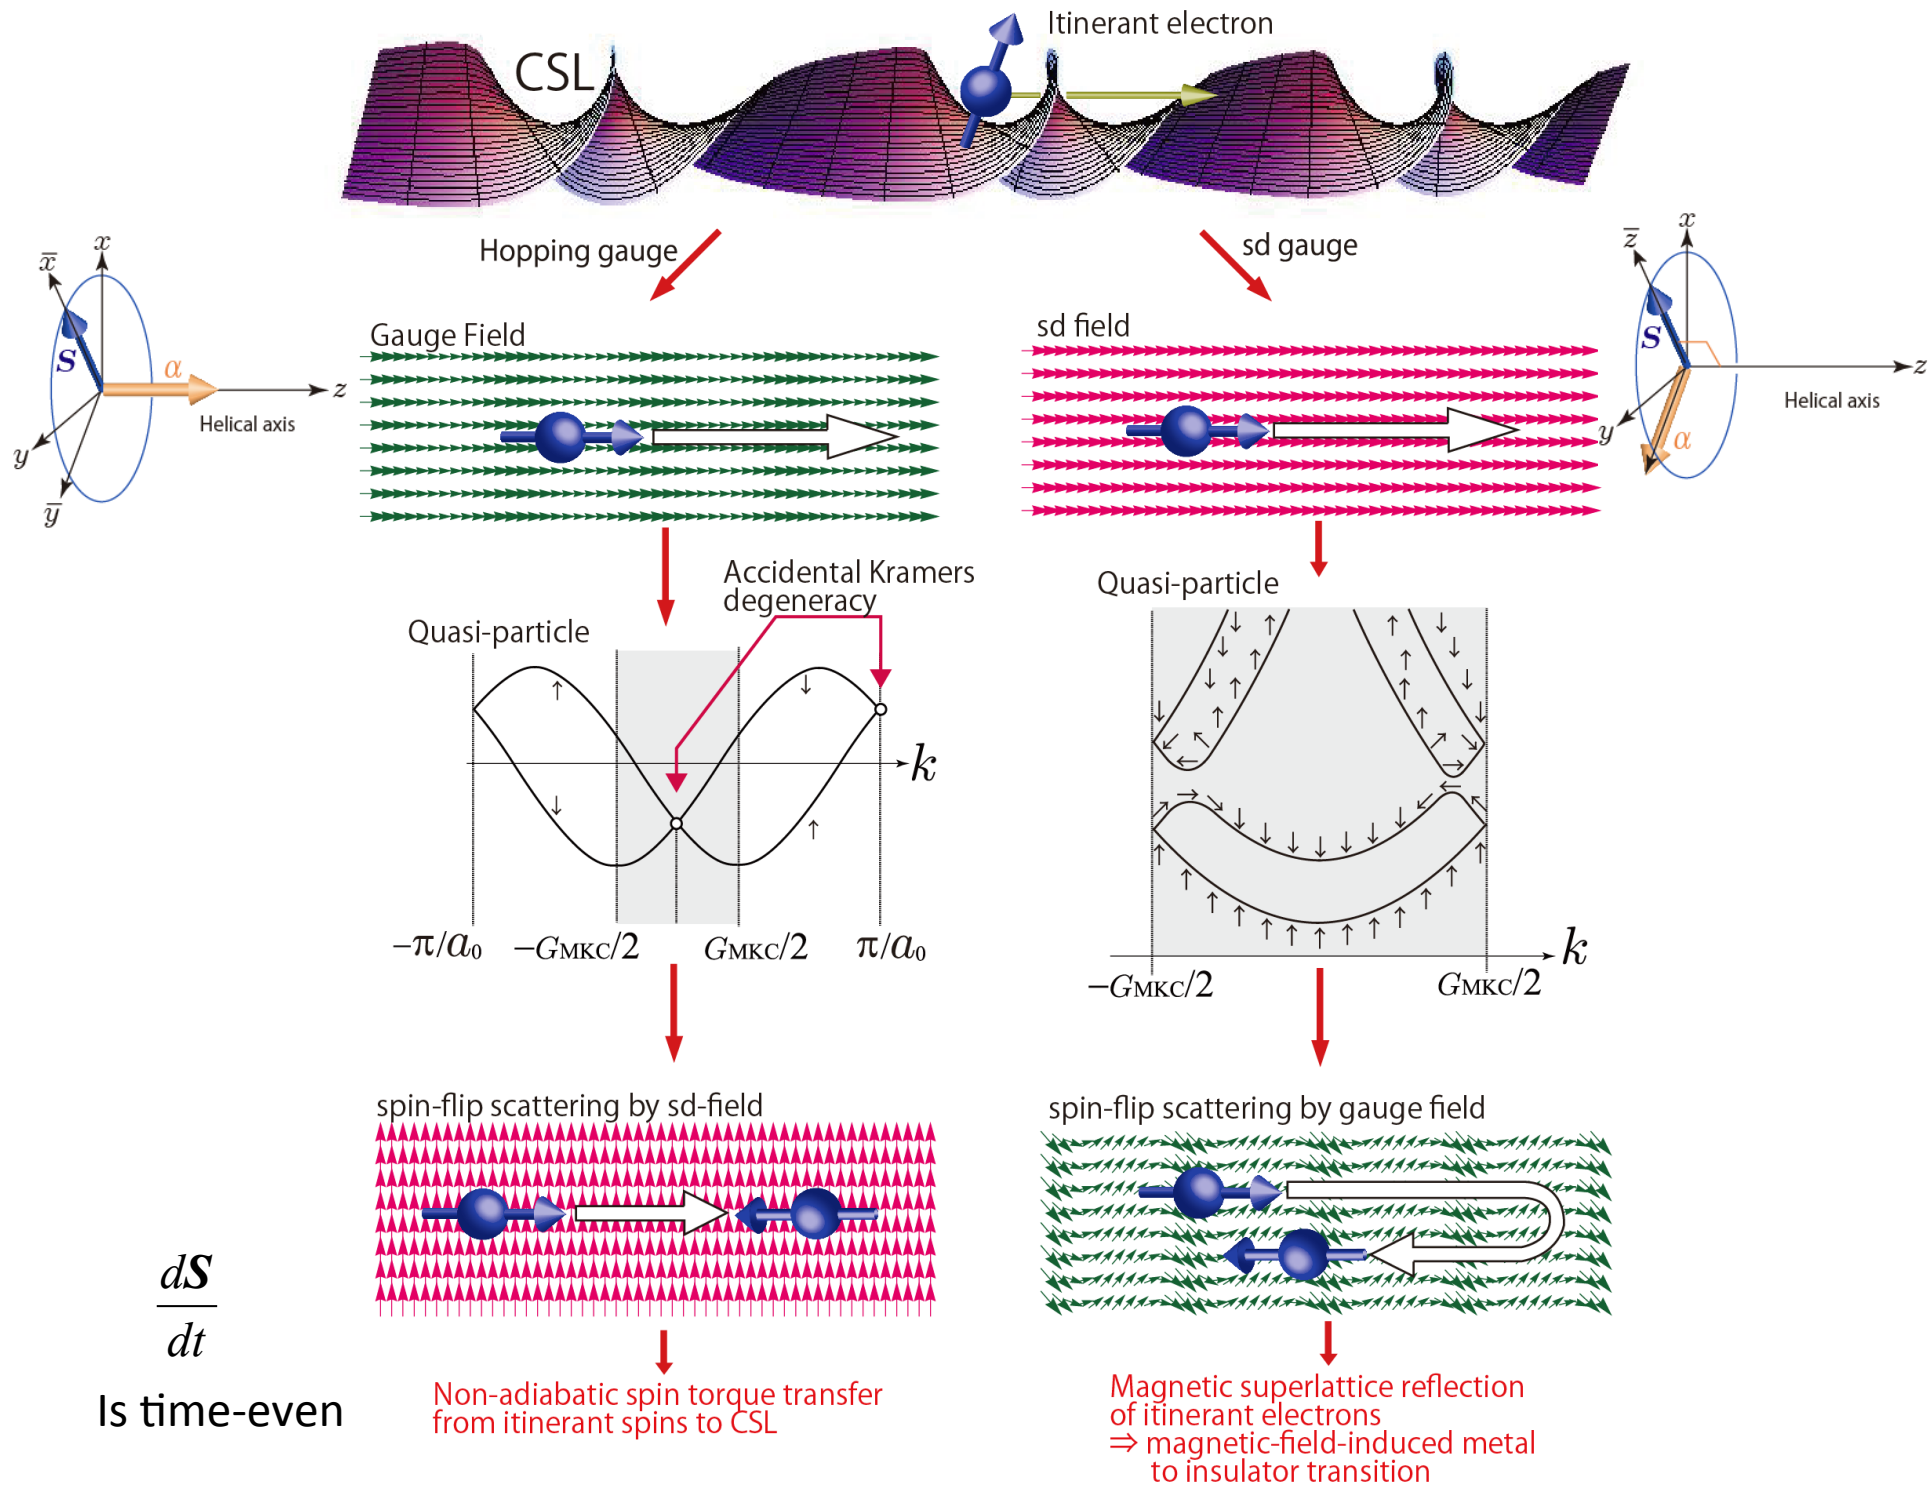 Itinerant electron
CSL
Hopping gauge
sd gauge
x̅
x
S
α
z
Helical axis
y
y̅
z̅
x
S
z
Helical axis
y
α
Gauge Field
sd field
Accidental Kramers
degeneracy
Quasi-particle
↑
↓
↓
↑
k
−π/a₀
−GMKC/2
GMKC/2
π/a₀
Quasi-particle
k
−GMKC/2
GMKC/2
spin-flip scattering by sd-field
spin-flip scattering by gauge field
dS
dt
Is time-even
Non-adiabatic spin torque transfer
from itinerant spins to CSL
Magnetic superlattice reflection
of itinerant electrons
⇒ magnetic-field-induced metal
to insulator transition